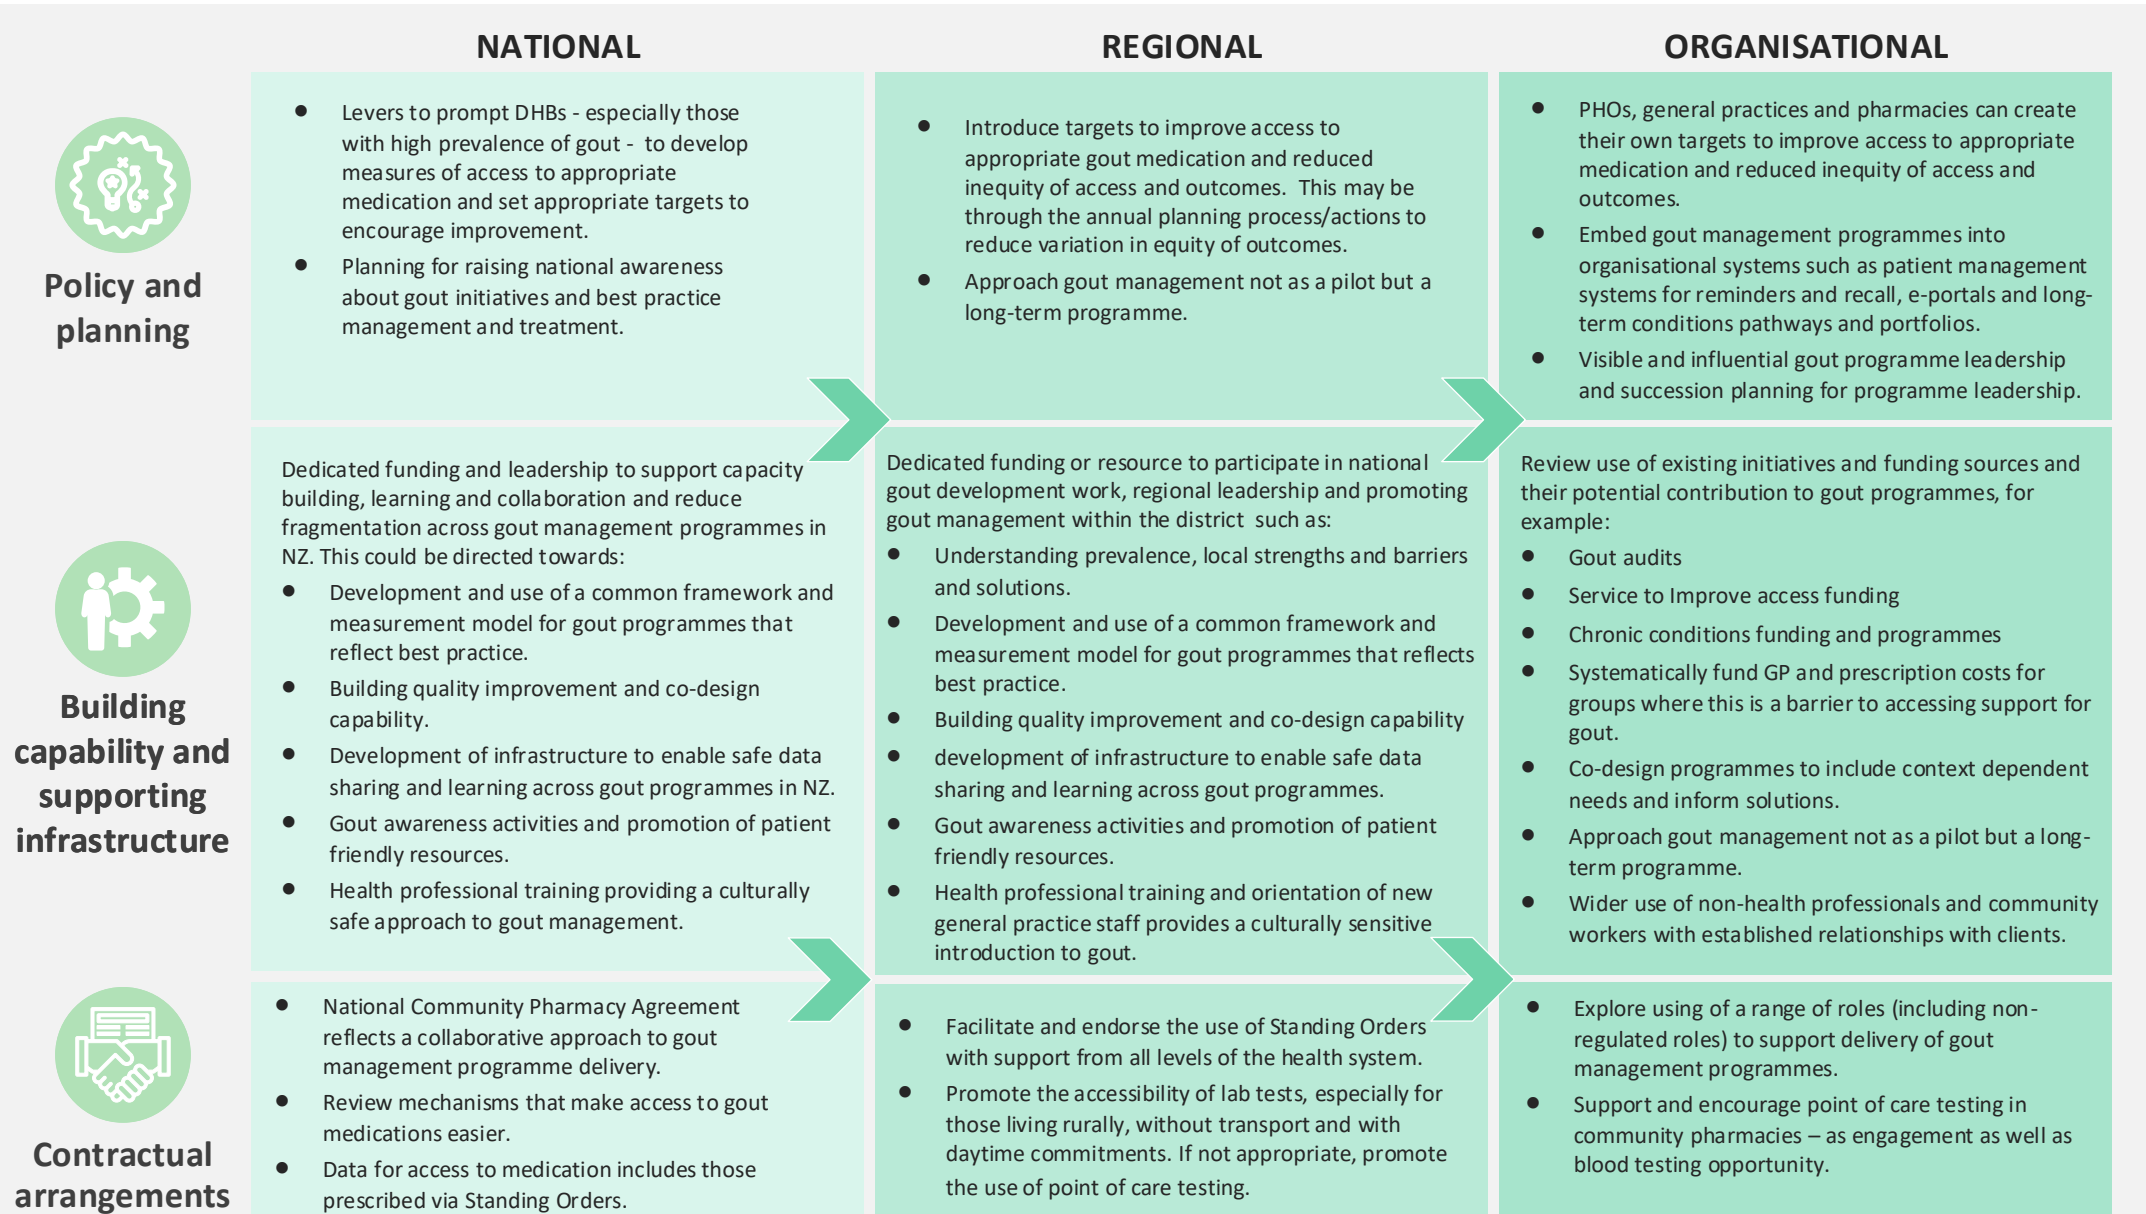 NATIONAL
REGIONAL
ORGANISATIONAL
Policy and
planning
● Levers to prompt DHBs - especially those
with high prevalence of gout - to develop
measures of access to appropriate
medication and set appropriate targets to
encourage improvement.
● Planning for raising national awareness
about gout initiatives and best practice
management and treatment.
● Introduce targets to improve access to
appropriate gout medication and reduced
inequity of access and outcomes. This may be
through the annual planning process/actions to
reduce variation in equity of outcomes.
● Approach gout management not as a pilot but a
long-term programme.
● PHOs, general practices and pharmacies can create
their own targets to improve access to appropriate
medication and reduced inequity of access and
outcomes.
● Embed gout management programmes into
organisational systems such as patient management
systems for reminders and recall, e-portals and long-
term conditions pathways and portfolios.
● Visible and influential gout programme leadership
and succession planning for programme leadership.
Building
capability and
supporting
infrastructure
Dedicated funding and leadership to support capacity
building, learning and collaboration and reduce
fragmentation across gout management programmes in
NZ. This could be directed towards:
● Development and use of a common framework and
measurement model for gout programmes that
reflect best practice.
● Building quality improvement and co-design
capability.
● Development of infrastructure to enable safe data
sharing and learning across gout programmes in NZ.
● Gout awareness activities and promotion of patient
friendly resources.
● Health professional training providing a culturally
safe approach to gout management.
Dedicated funding or resource to participate in national
gout development work, regional leadership and promoting
gout management within the district such as:
● Understanding prevalence, local strengths and barriers
and solutions.
● Development and use of a common framework and
measurement model for gout programmes that reflects
best practice.
● Building quality improvement and co-design capability
● development of infrastructure to enable safe data
sharing and learning across gout programmes.
● Gout awareness activities and promotion of patient
friendly resources.
● Health professional training and orientation of new
general practice staff provides a culturally sensitive
introduction to gout.
Review use of existing initiatives and funding sources and
their potential contribution to gout programmes, for
example:
● Gout audits
● Service to Improve access funding
● Chronic conditions funding and programmes
● Systematically fund GP and prescription costs for
groups where this is a barrier to accessing support for
gout.
● Co-design programmes to include context dependent
needs and inform solutions.
● Approach gout management not as a pilot but a long-
term programme.
● Wider use of non-health professionals and community
workers with established relationships with clients.
Contractual
arrangements
● National Community Pharmacy Agreement
reflects a collaborative approach to gout
management programme delivery.
● Review mechanisms that make access to gout
medications easier.
● Data for access to medication includes those
prescribed via Standing Orders.
● Facilitate and endorse the use of Standing Orders
with support from all levels of the health system.
● Promote the accessibility of lab tests, especially for
those living rurally, without transport and with
daytime commitments. If not appropriate, promote
the use of point of care testing.
● Explore using of a range of roles (including non-
regulated roles) to support delivery of gout
management programmes.
● Support and encourage point of care testing in
community pharmacies – as engagement as well as
blood testing opportunity.